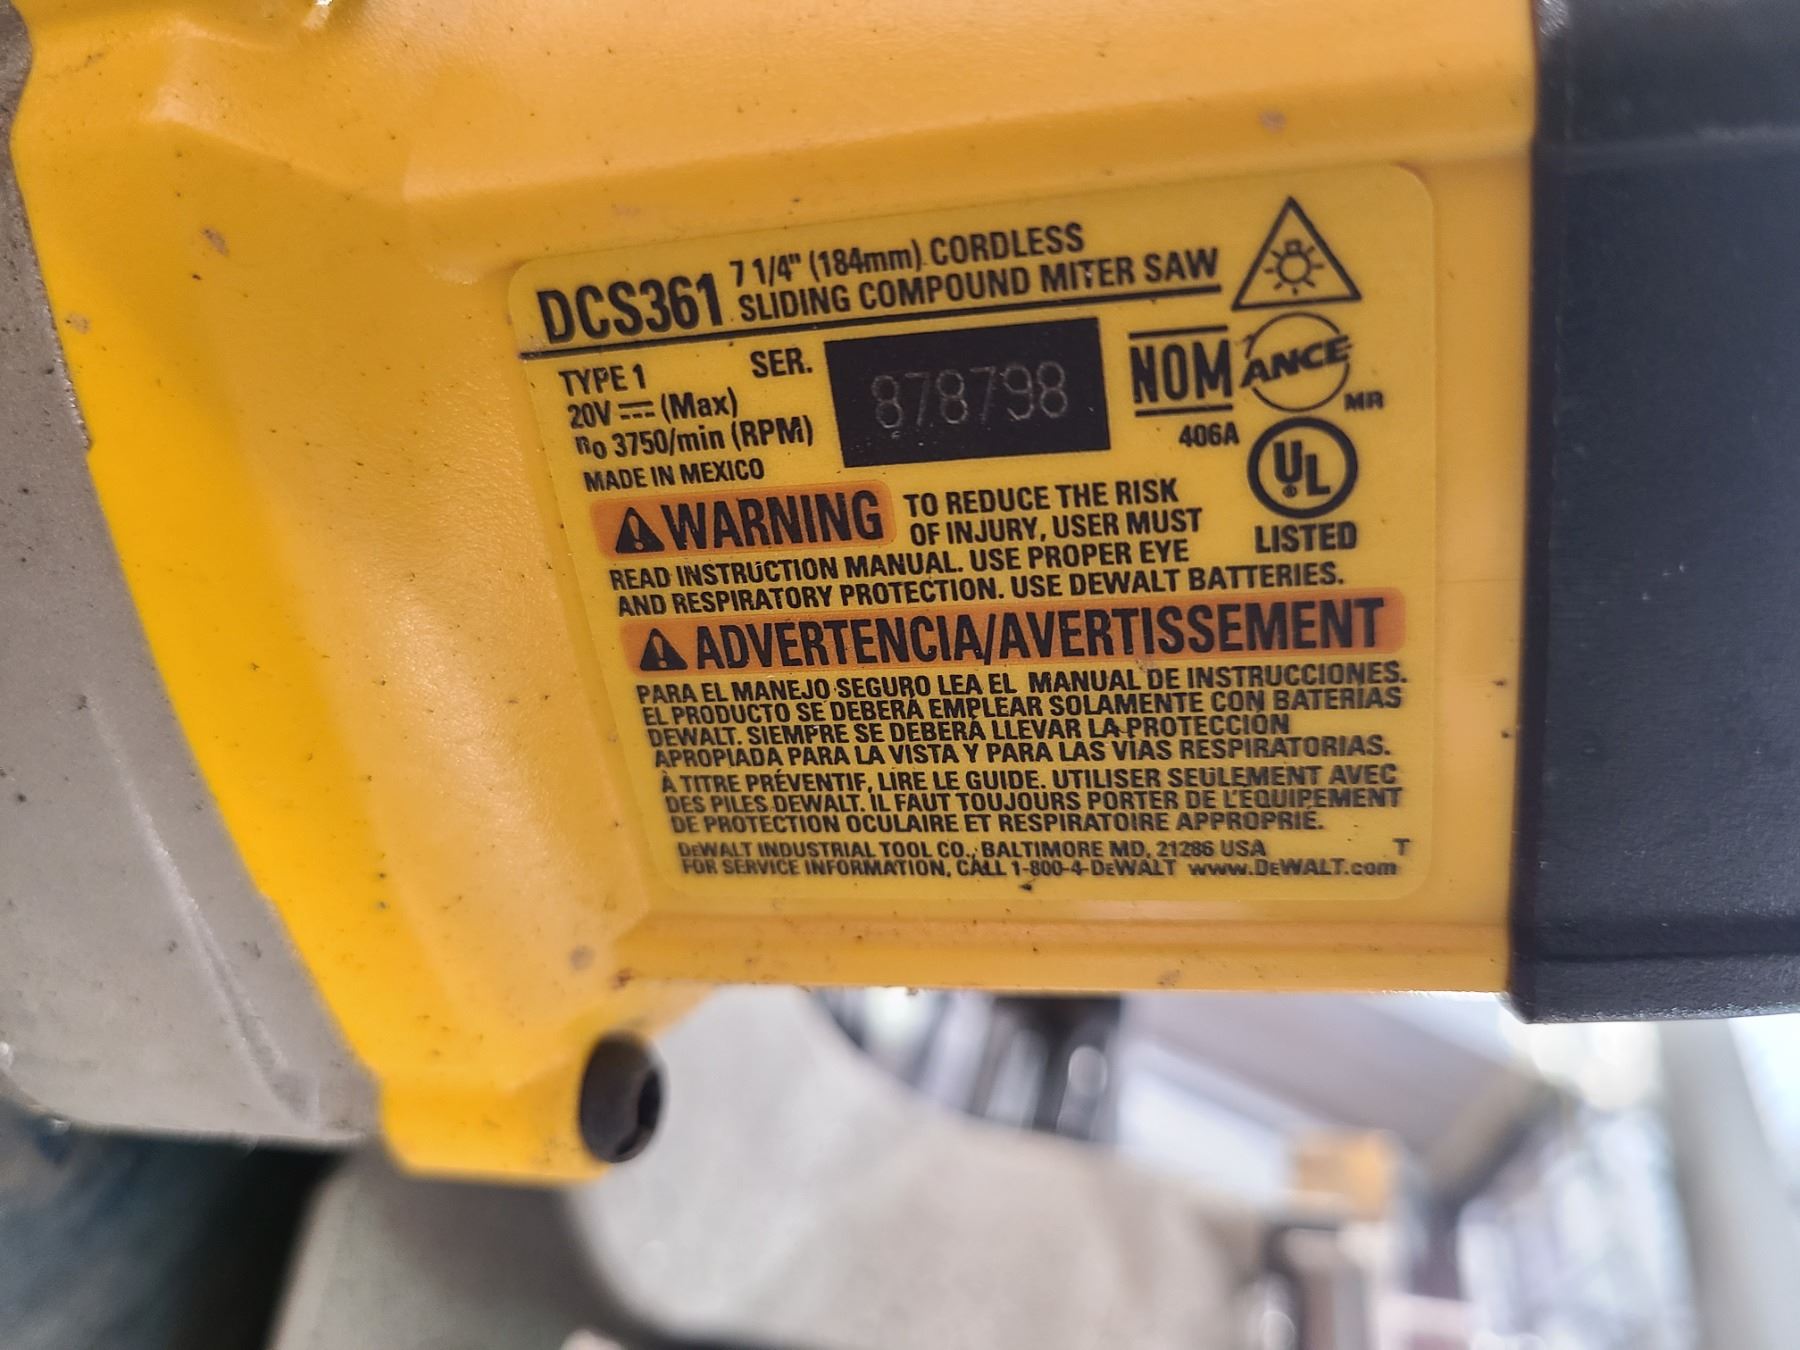 DCS361 7 1/4" (184mm) CORDLESS
SLIDING COMPOUND MITER SAW
TYPE 1
SER. 878798
20V ⎓ (Max)
n₀ 3750/min (RPM)
MADE IN MEXICO
NOM
406A
ANCE
MR
UL
®
LISTED
⚠WARNING TO REDUCE THE RISK
OF INJURY, USER MUST
READ INSTRUCTION MANUAL. USE PROPER EYE
AND RESPIRATORY PROTECTION. USE DEWALT BATTERIES.
⚠ADVERTENCIA/AVERTISSEMENT
PARA EL MANEJO SEGURO LEA EL MANUAL DE INSTRUCCIONES.
EL PRODUCTO SE DEBERÁ EMPLEAR SOLAMENTE CON BATERIAS
DEWALT. SIEMPRE SE DEBERÁ LLEVAR LA PROTECCIÓN
APROPIADA PARA LA VISTA Y PARA LAS VÍAS RESPIRATORIAS.
À TITRE PRÉVENTIF, LIRE LE GUIDE. UTILISER SEULEMENT AVEC
DES PILES DEWALT. IL FAUT TOUJOURS PORTER DE L'ÉQUIPEMENT
DE PROTECTION OCULAIRE ET RESPIRATOIRE APPROPRIÉ.
DEWALT INDUSTRIAL TOOL CO., BALTIMORE MD, 21286 USA T
FOR SERVICE INFORMATION, CALL 1-800-4-DEWALT www.DEWALT.com